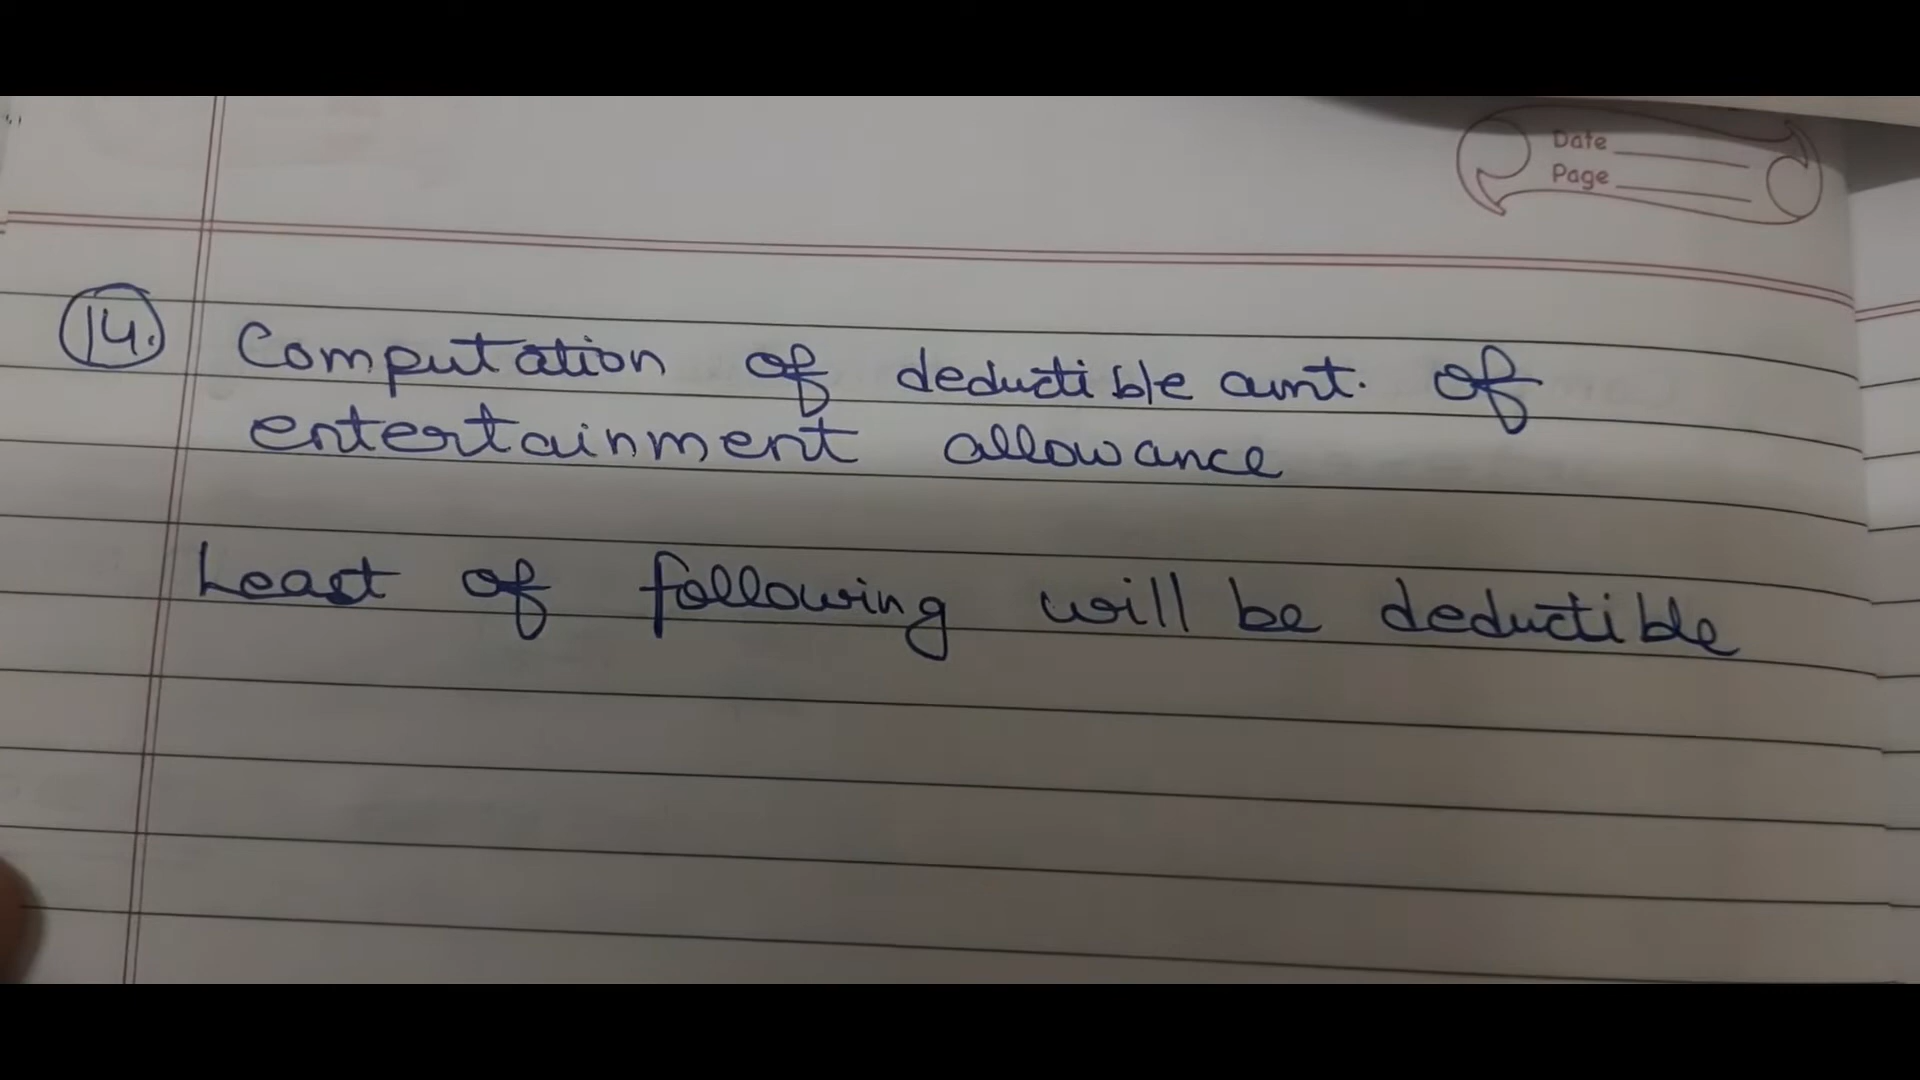 Date
Page
14. Computation of deductible amt. of
entertainment allowance
Least of following will be deductible